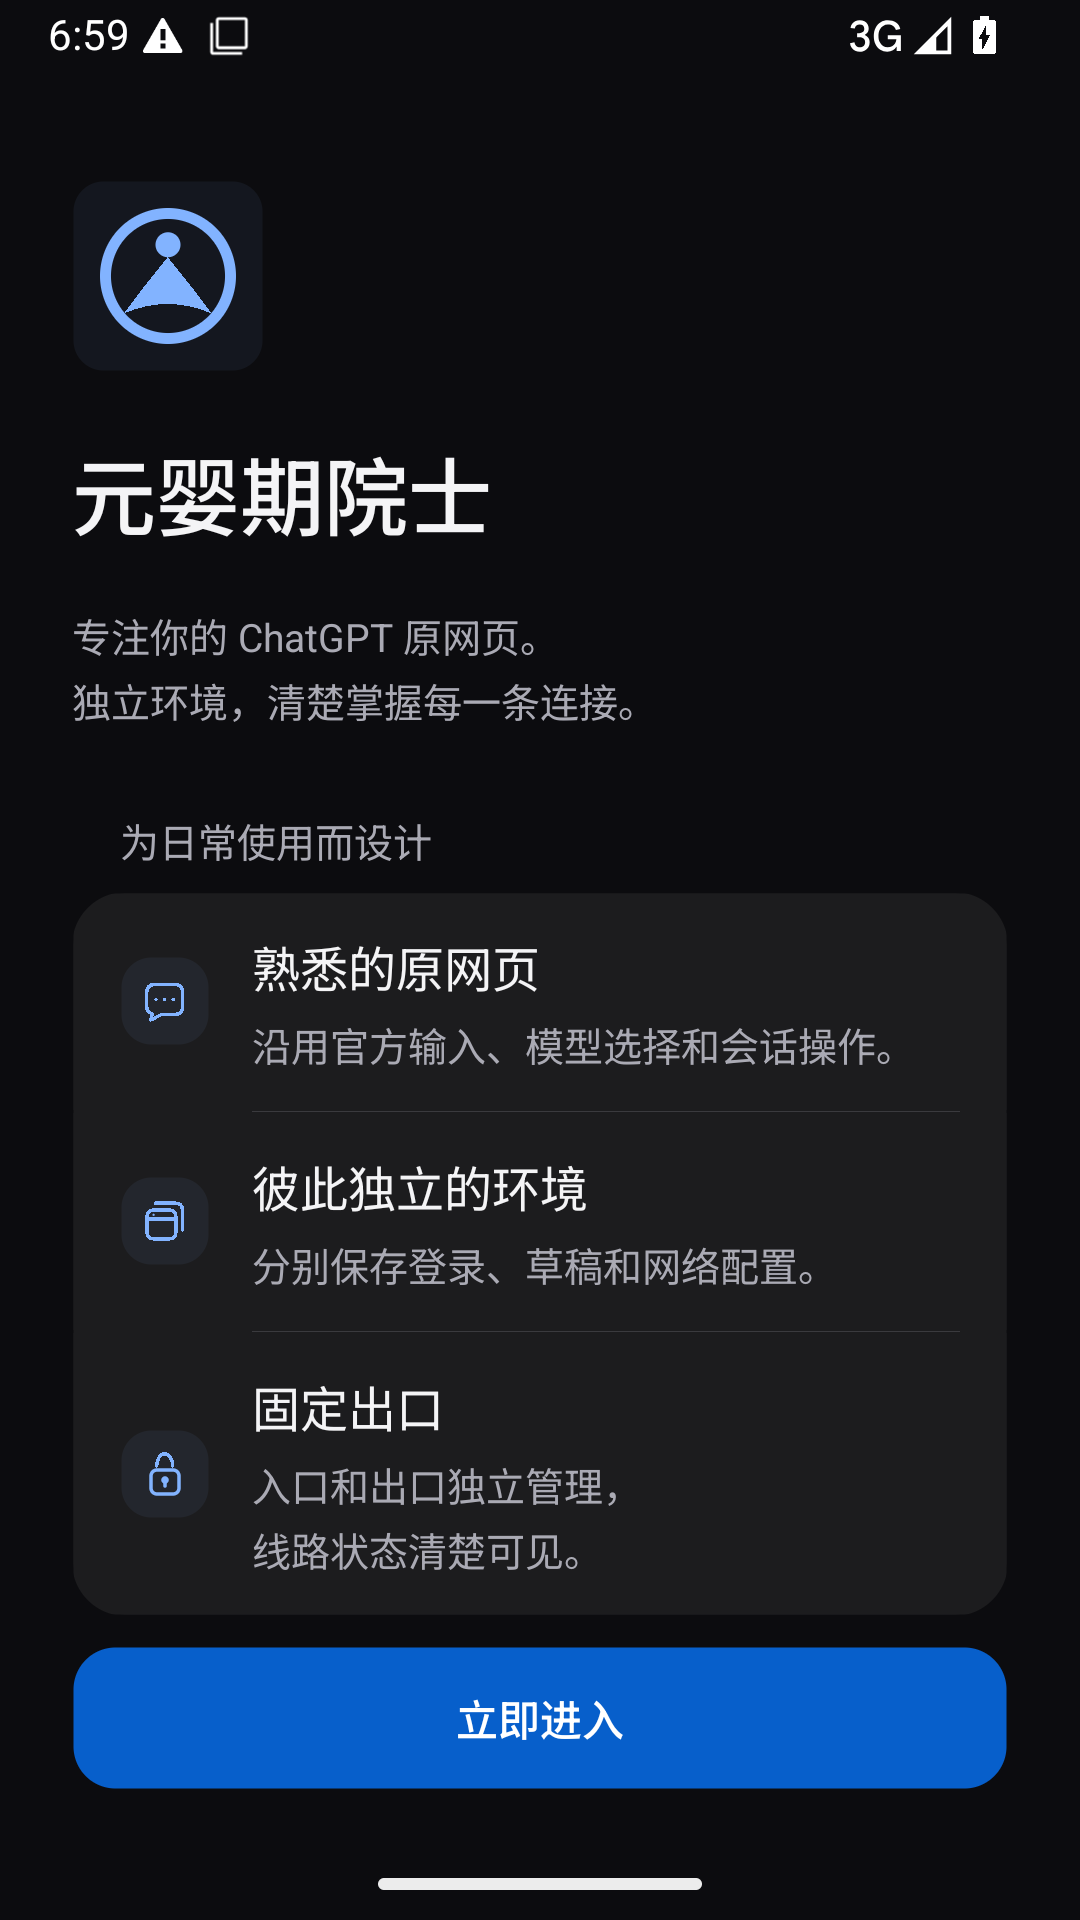 6:59
3G
元婴期院士
专注你的 ChatGPT 原网页。
独立环境，清楚掌握每一条连接。
为日常使用而设计
熟悉的原网页
沿用官方输入、模型选择和会话操作。
彼此独立的环境
分别保存登录、草稿和网络配置。
固定出口
入口和出口独立管理，
线路状态清楚可见。
立即进入